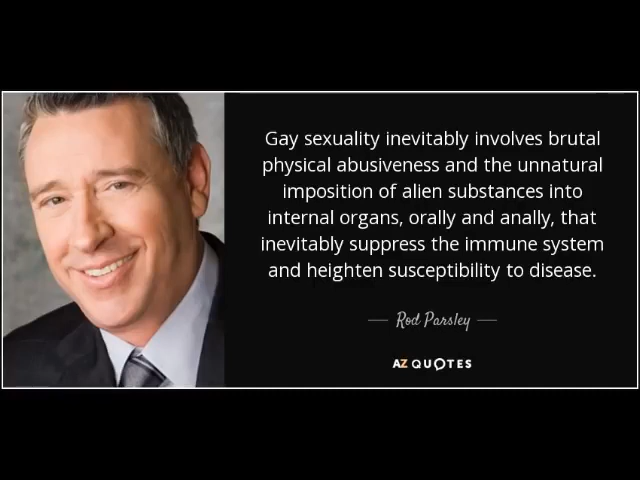 Gay sexuality inevitably involves brutal
physical abusiveness and the unnatural
imposition of alien substances into
internal organs, orally and anally, that
inevitably suppress the immune system
and heighten susceptibility to disease.
Rod Parsley
AZ QUOTES